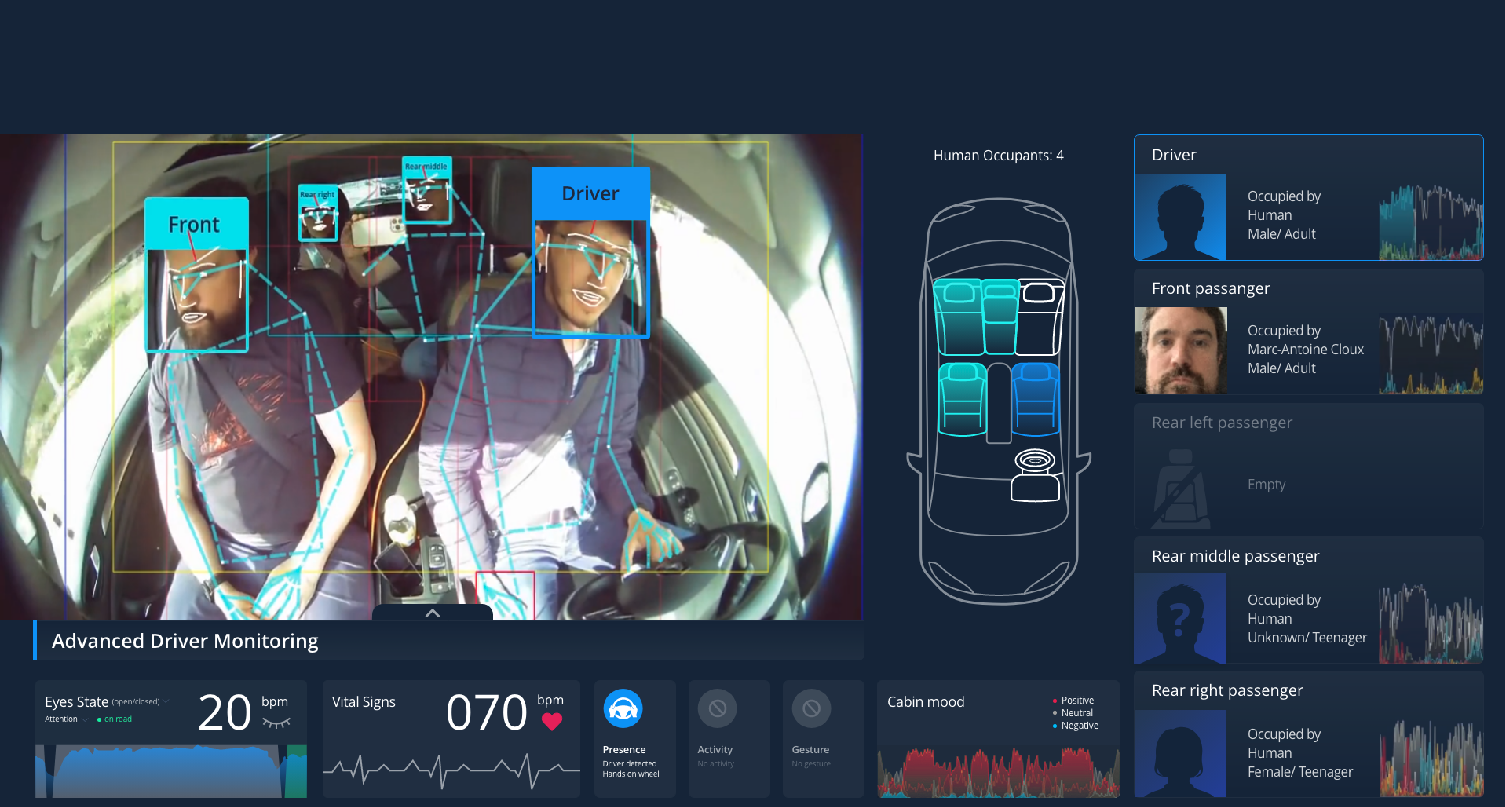 Rear middle
Rear right
Driver
Front
Human Occupants: 4
Driver
Occupied by
Human
Male/ Adult
Front passanger
Occupied by
Marc-Antoine Cloux
Male/ Adult
Rear left passenger
Empty
Rear middle passenger
?
Occupied by
Human
Unknown/ Teenager
Rear right passenger
Occupied by
Human
Female/ Teenager
Advanced Driver Monitoring
Eyes State (open/closed)
Attention
on road
20 bpm
Vital Signs
070 bpm
Presence
Driver detected
Hands on wheel
Activity
No activity
Gesture
No gesture
Cabin mood
Positive
Neutral
Negative